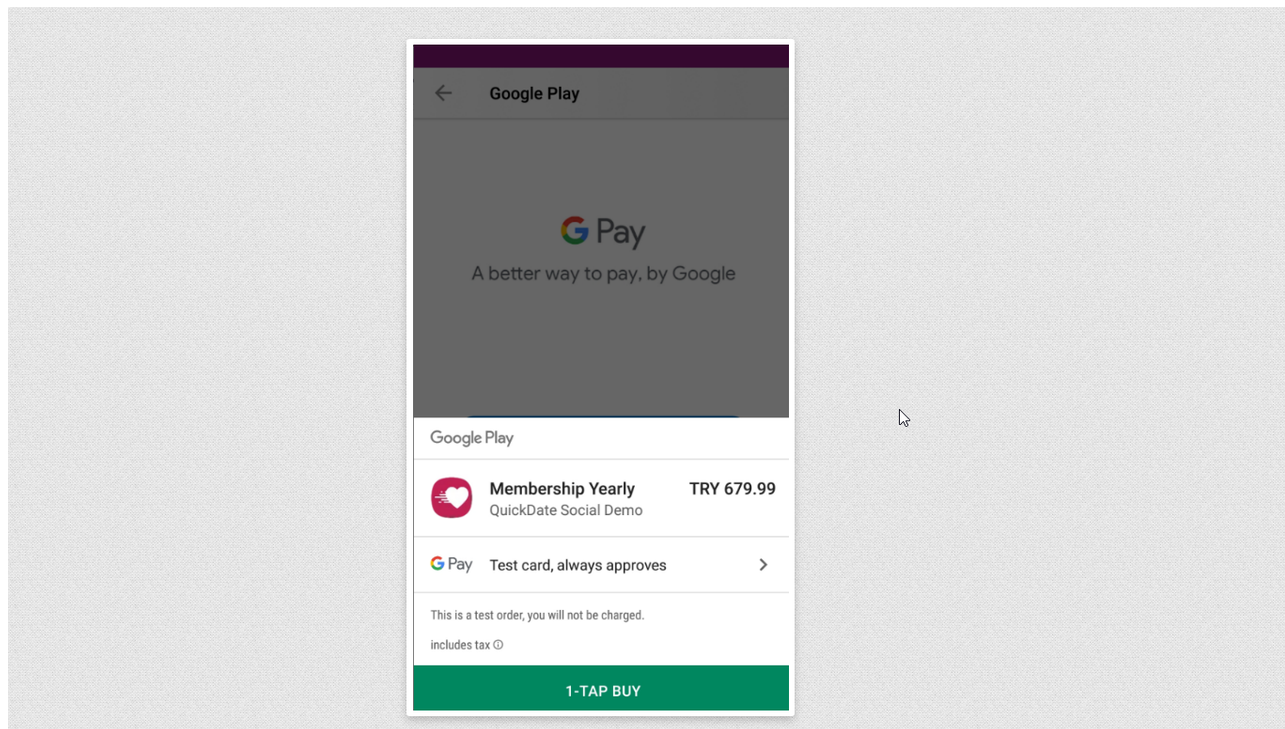 Google Play
G Pay
A better way to pay, by Google
Google Play
Membership Yearly TRY 679.99
QuickDate Social Demo
G Pay Test card, always approves
This is a test order, you will not be charged.
includes tax
1-TAP BUY